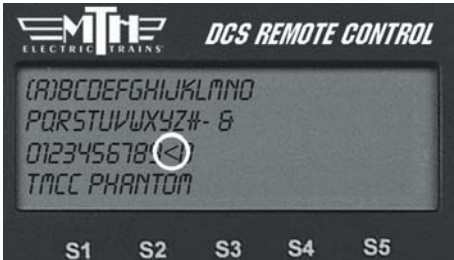 MTH
ELECTRIC TRAINS
DCS REMOTE CONTROL
(A)BCDEFGHIJKLMNO
PQRSTUVWXYZ#- &
0123456789<
TMCC PHANTOM
S1 S2 S3 S4 S5